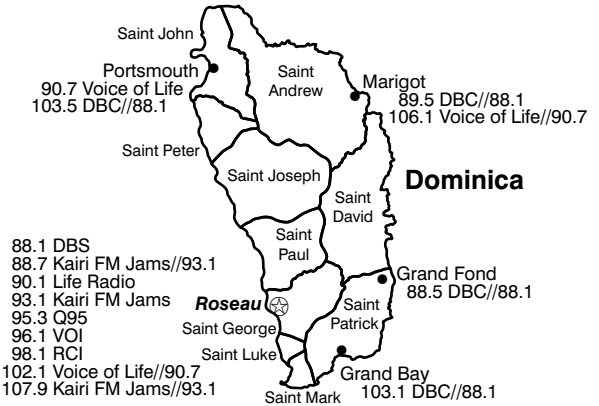 Saint John
Portsmouth
90.7 Voice of Life
103.5 DBC//88.1
Saint
Andrew
Marigot
89.5 DBC//88.1
106.1 Voice of Life//90.7
Saint Peter
Saint Joseph
Dominica
Saint
David
Saint
Paul
88.1 DBS
88.7 Kairi FM Jams//93.1
90.1 Life Radio
93.1 Kairi FM Jams
95.3 Q95
96.1 VOI
98.1 RCI
102.1 Voice of Life//90.7
107.9 Kairi FM Jams//93.1
Roseau
Grand Fond
88.5 DBC//88.1
Saint
Patrick
Saint George
Saint Luke
Grand Bay
103.1 DBC//88.1
Saint Mark